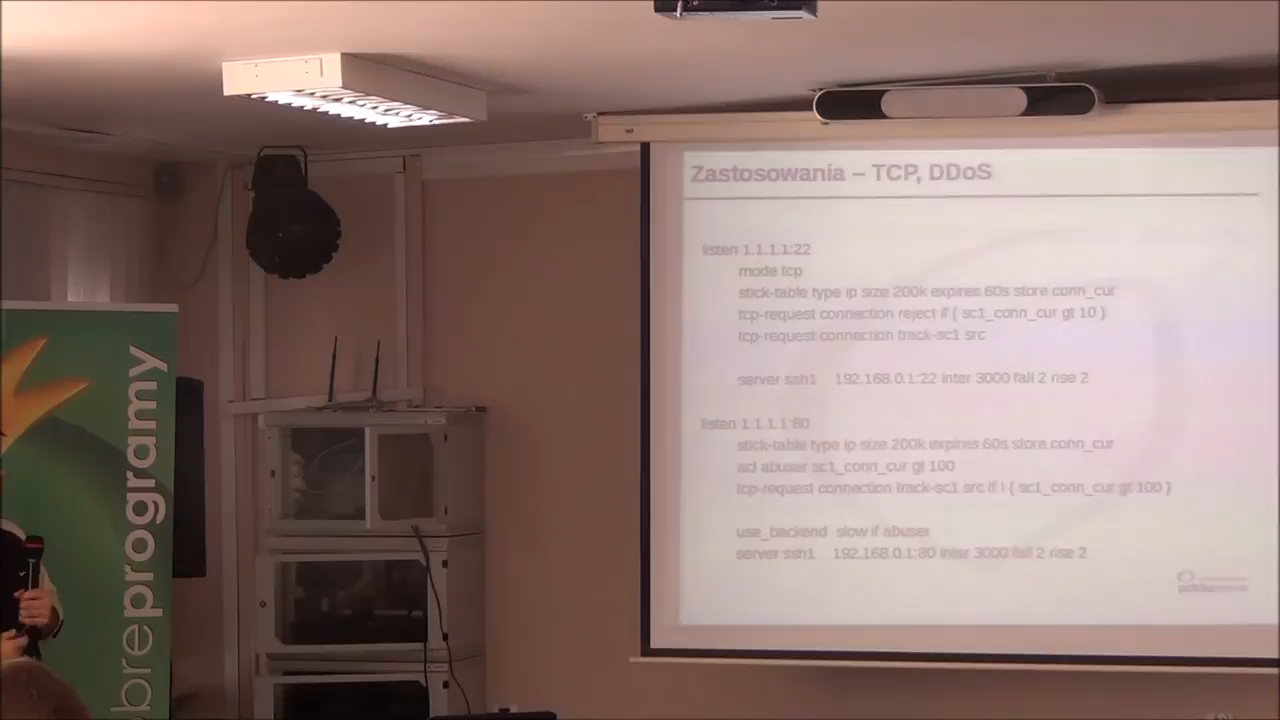 Zastosowania – TCP, DDoS
listen 1.1.1.1:22
mode tcp
stick-table type ip size 200k expires 60s store conn_cur
tcp-request connection reject if { sc1_conn_cur gt 10 }
tcp-request connection track-sc1 src
server ssh1 192.168.0.1:22 inter 3000 fall 2 rise 2
listen 1.1.1.1:80
stick-table type ip size 200k expires 60s store conn_cur
acl abuser sc1_conn_cur gt 100
tcp-request connection track-sc1 src if ! { sc1_conn_cur gt 100 }
use_backend slow if abuser
server ssh1 192.168.0.1:80 inter 3000 fall 2 rise 2
obreprogramy